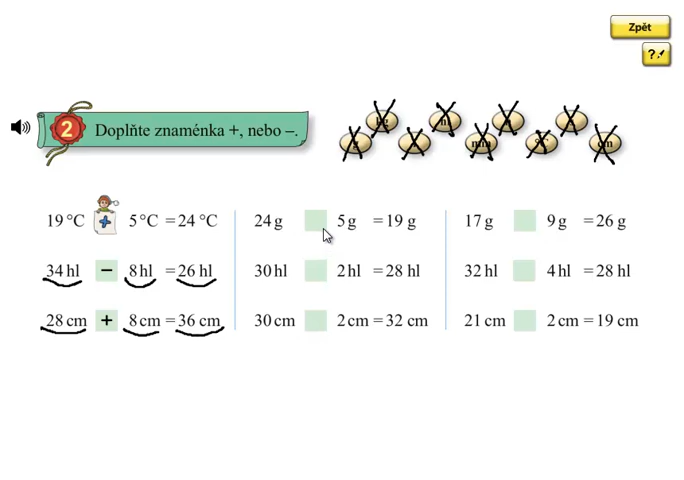 Zpět
?
2 Doplňte znaménka +, nebo –.
19 °C + 5 °C = 24 °C
34 hl − 8 hl = 26 hl
28 cm + 8 cm = 36 cm
24 g 5 g = 19 g
30 hl 2 hl = 28 hl
30 cm 2 cm = 32 cm
17 g 9 g = 26 g
32 hl 4 hl = 28 hl
21 cm 2 cm = 19 cm